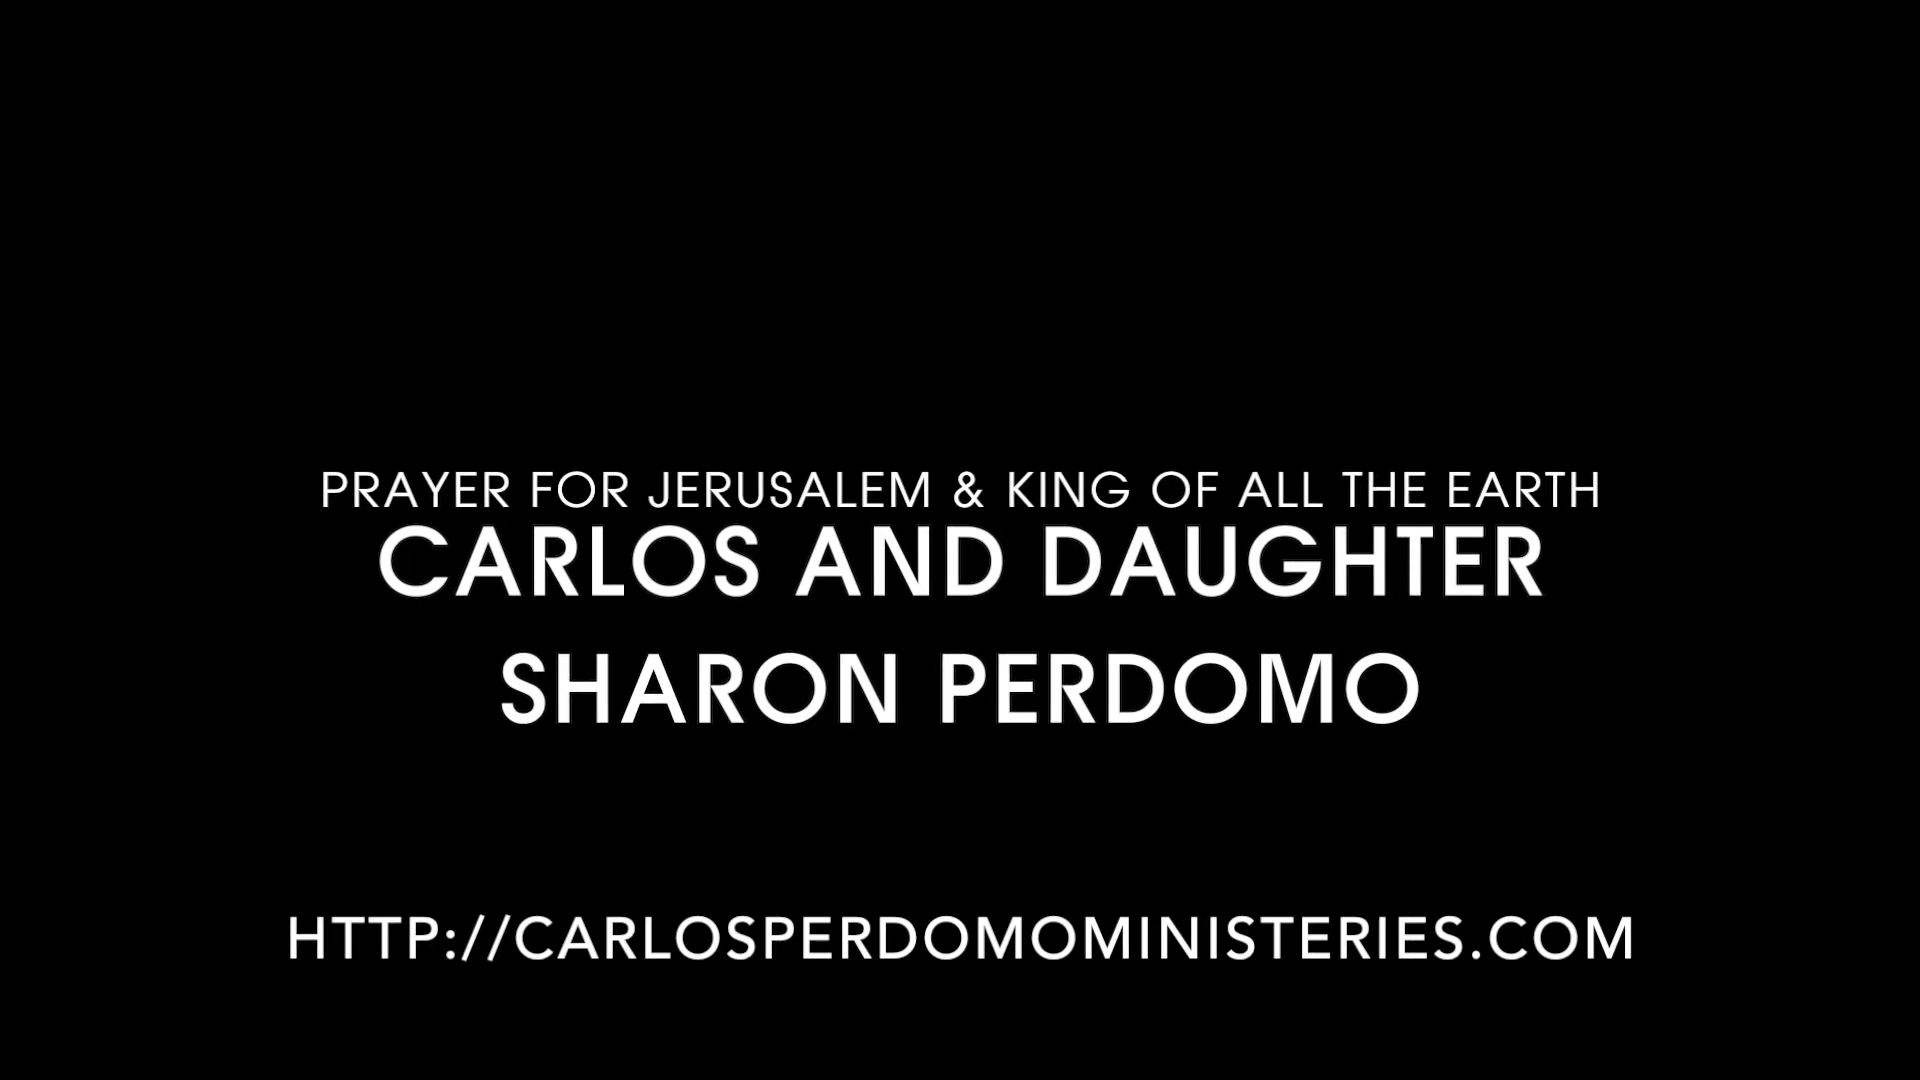 PRAYER FOR JERUSALEM & KING OF ALL THE EARTH
CARLOS AND DAUGHTER
SHARON PERDOMO
HTTP://CARLOSPERDOMOMINISTERIES.COM